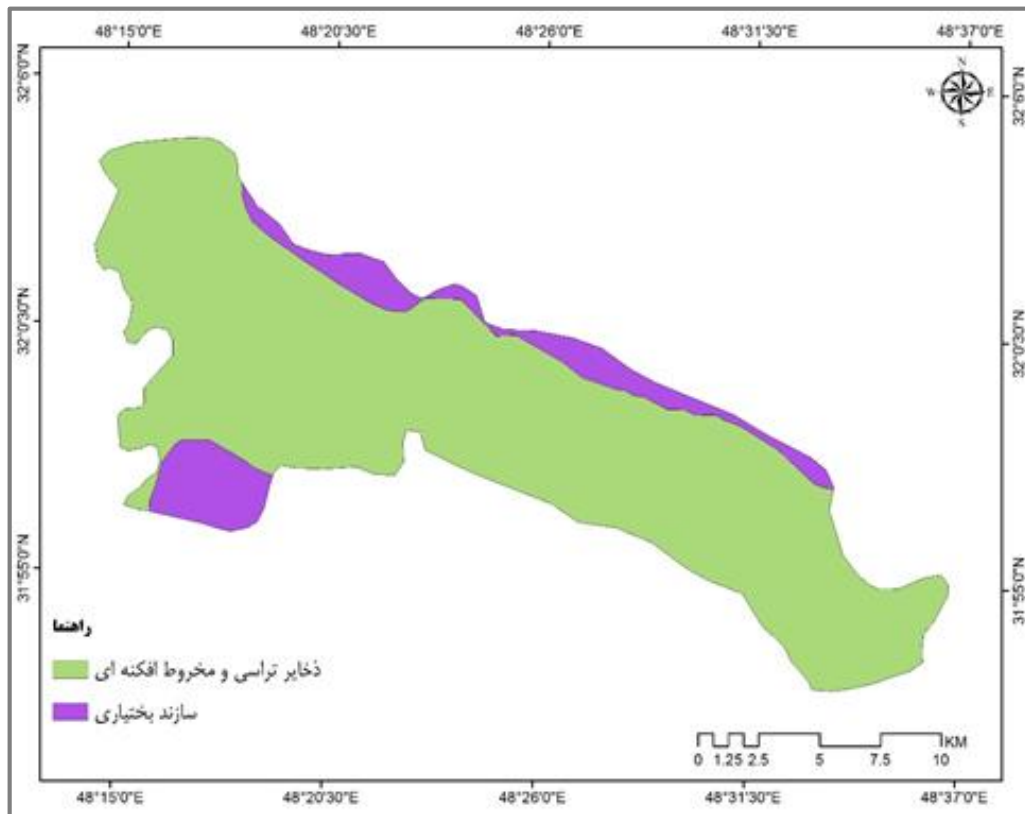 48°15'0"E 48°20'30"E 48°26'0"E 48°31'30"E 48°37'0"E
32°6'0"N
32°6'0"N
N
W E
S
32°0'30"N
32°0'30"N
31°55'0"N
31°55'0"N
راهنما
ذخایر تراسی و مخروط افکنه ای
سازند بختیاری
KM
0 1.25 2.5 5 7.5 10
48°15'0"E 48°20'30"E 48°26'0"E 48°31'30"E 48°37'0"E